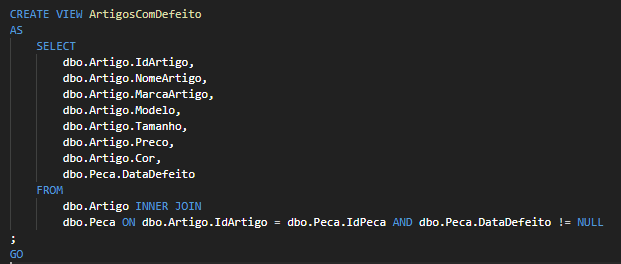 CREATE VIEW ArtigosComDefeito
AS
    SELECT
        dbo.Artigo.IdArtigo,
        dbo.Artigo.NomeArtigo,
        dbo.Artigo.MarcaArtigo,
        dbo.Artigo.Modelo,
        dbo.Artigo.Tamanho,
        dbo.Artigo.Preco,
        dbo.Artigo.Cor,
        dbo.Peca.DataDefeito
    FROM
        dbo.Artigo INNER JOIN
        dbo.Peca ON dbo.Artigo.IdArtigo = dbo.Peca.IdPeca AND dbo.Peca.DataDefeito != NULL
;
GO